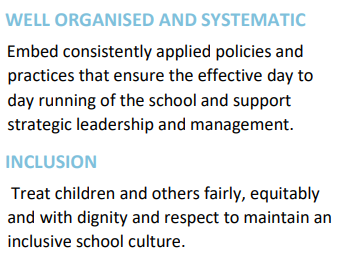 WELL ORGANISED AND SYSTEMATIC
Embed consistently applied policies and
practices that ensure the effective day to
day running of the school and support
strategic leadership and management.
INCLUSION
Treat children and others fairly, equitably
and with dignity and respect to maintain an
inclusive school culture.